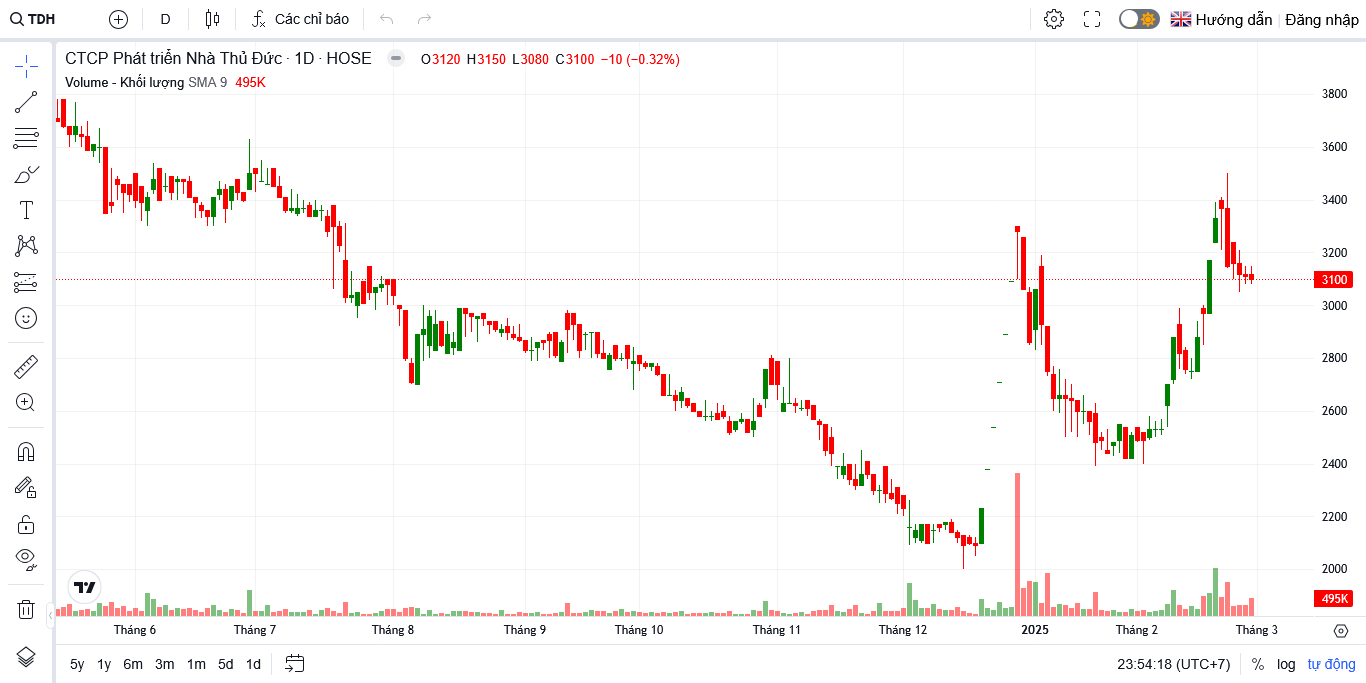 TDH D Các chỉ báo Hướng dẫn Đăng nhập
CTCP Phát triển Nhà Thủ Đức · 1D · HOSE O3120 H3150 L3080 C3100 −10 (−0.32%)
Volume - Khối lượng SMA 9 495K
3800
3600
3400
3200
3100
3000
2800
2600
2400
2200
2000
495K
Tháng 6 Tháng 7 Tháng 8 Tháng 9 Tháng 10 Tháng 11 Tháng 12 2025 Tháng 2 Tháng 3
5y 1y 6m 3m 1m 5d 1d 23:54:18 (UTC+7) % log tự động